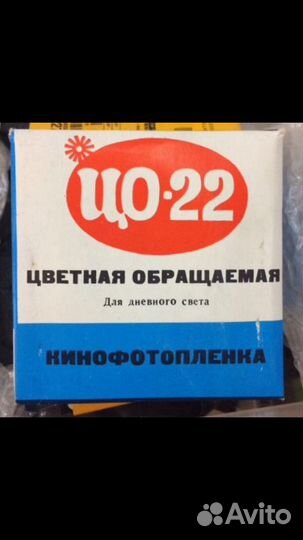 ЦО·22
ЦВЕТНАЯ ОБРАЩАЕМАЯ
Для дневного света
КИНОФОТОПЛЕНКА
Avito